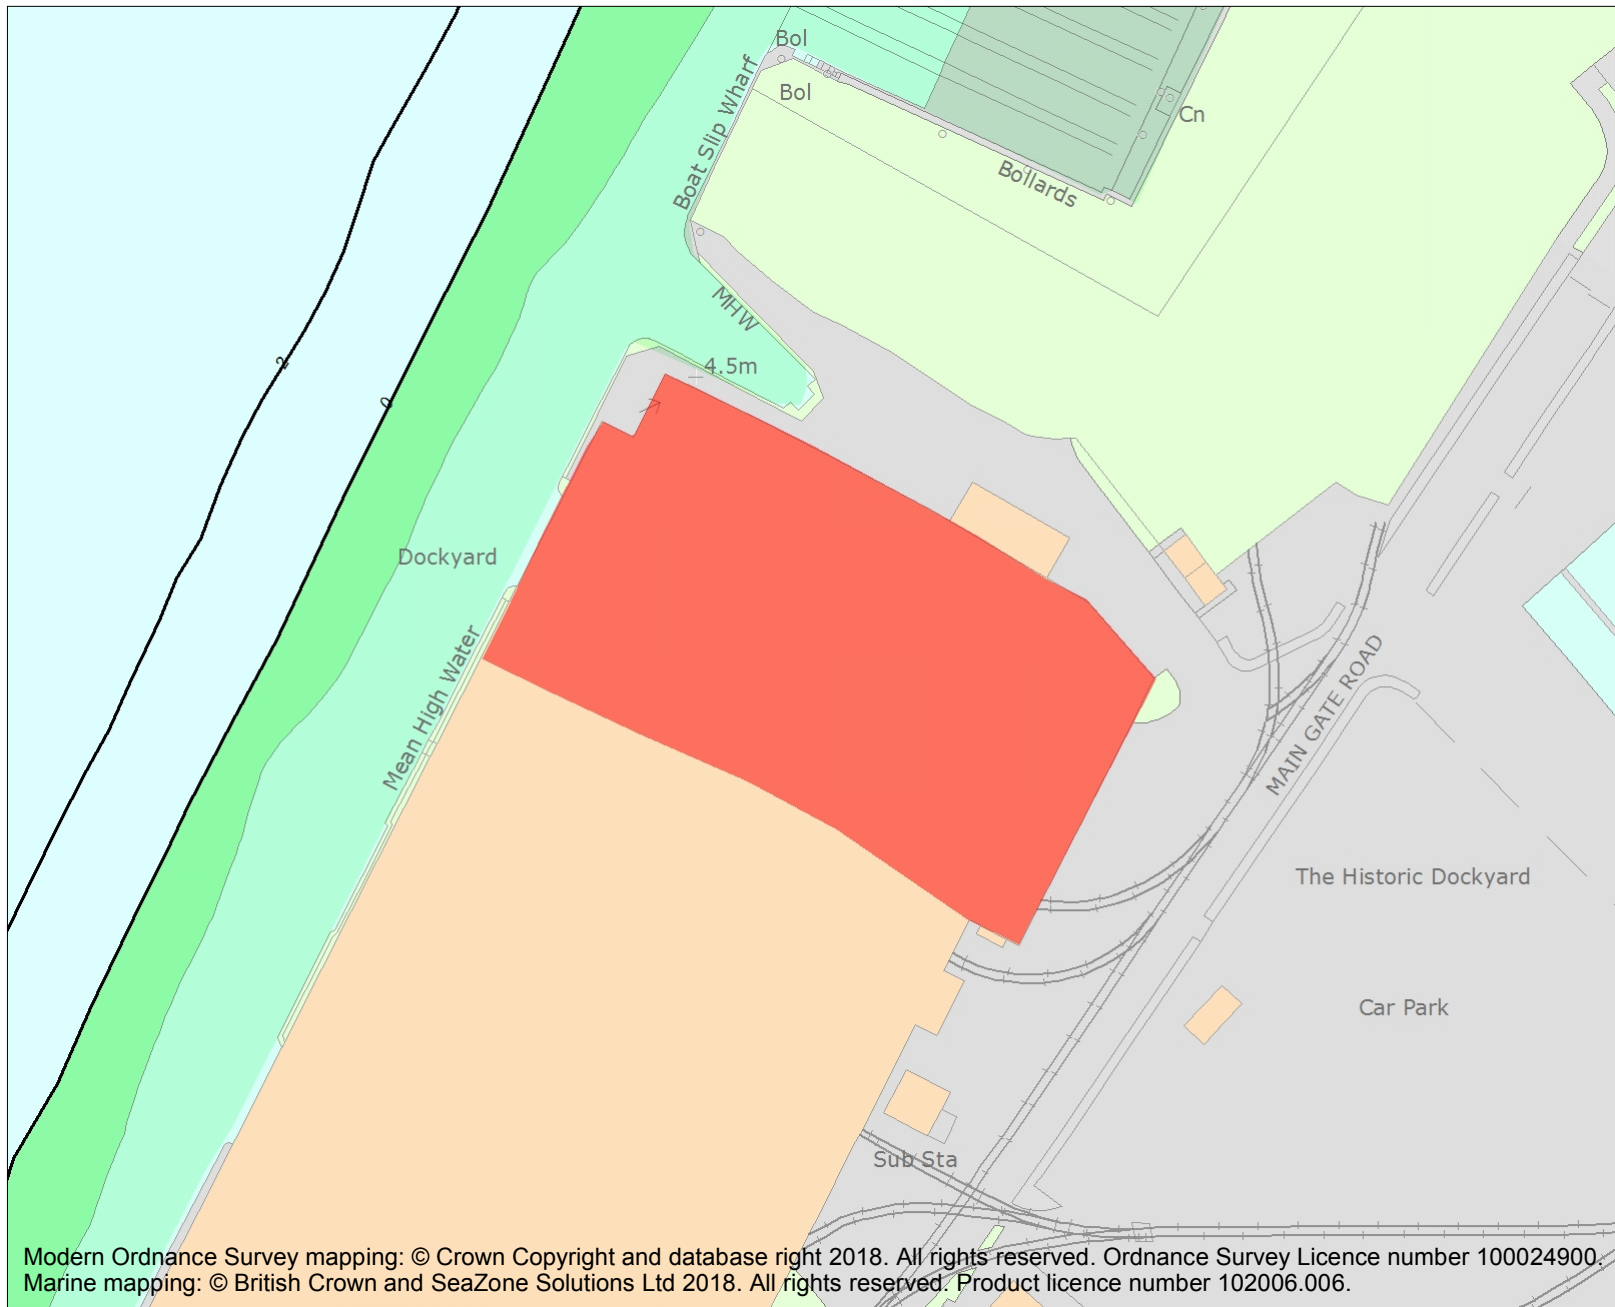 Bol
Bol
Boat Slip Wharf
Cn
Bollards
MHW
2
4.5m
0
Dockyard
MAIN GATE ROAD
Mean High Water
The Historic Dockyard
Car Park
Sub Sta
Modern Ordnance Survey mapping: © Crown Copyright and database right 2018. All rights reserved. Ordnance Survey Licence number 100024900.
Marine mapping: © British Crown and SeaZone Solutions Ltd 2018. All rights reserved. Product licence number 102006.006.